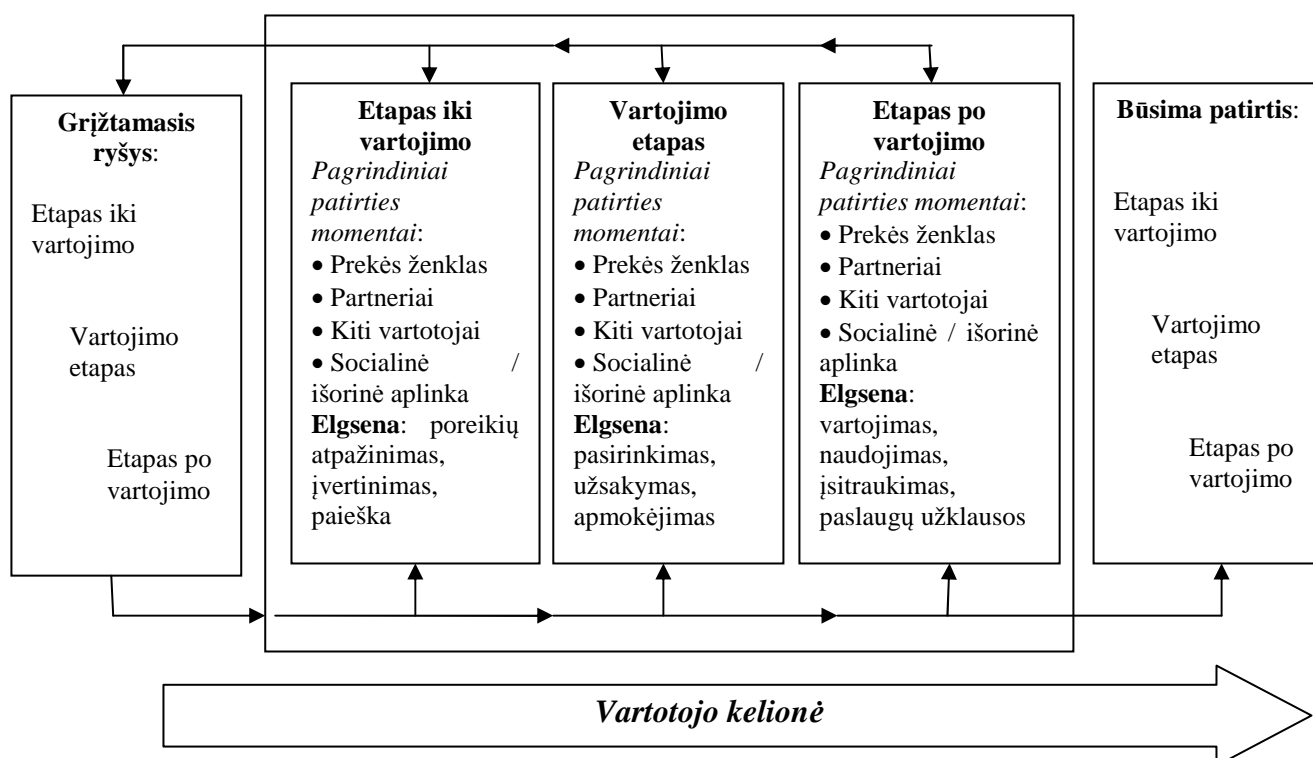 Grįžtamasis
ryšys:
Etapas iki
vartojimo
Vartojimo
etapas
Etapas po
vartojimo
Etapas iki
vartojimo
Pagrindiniai
patirties
momentai:
• Prekės ženklas
• Partneriai
• Kiti vartotojai
• Socialinė /
išorinė aplinka
Elgsena: poreikių
atpažinimas,
įvertinimas,
paieška
Vartojimo
etapas
Pagrindiniai
patirties
momentai:
• Prekės ženklas
• Partneriai
• Kiti vartotojai
• Socialinė /
išorinė aplinka
Elgsena:
pasirinkimas,
užsakymas,
apmokėjimas
Etapas po
vartojimo
Pagrindiniai
patirties momentai:
• Prekės ženklas
• Partneriai
• Kiti vartotojai
• Socialinė / išorinė
aplinka
Elgsena:
vartojimas,
naudojimas,
įsitraukimas,
paslaugų užklausos
Būsima patirtis:
Etapas iki
vartojimo
Vartojimo
etapas
Etapas po
vartojimo
Vartotojo kelionė